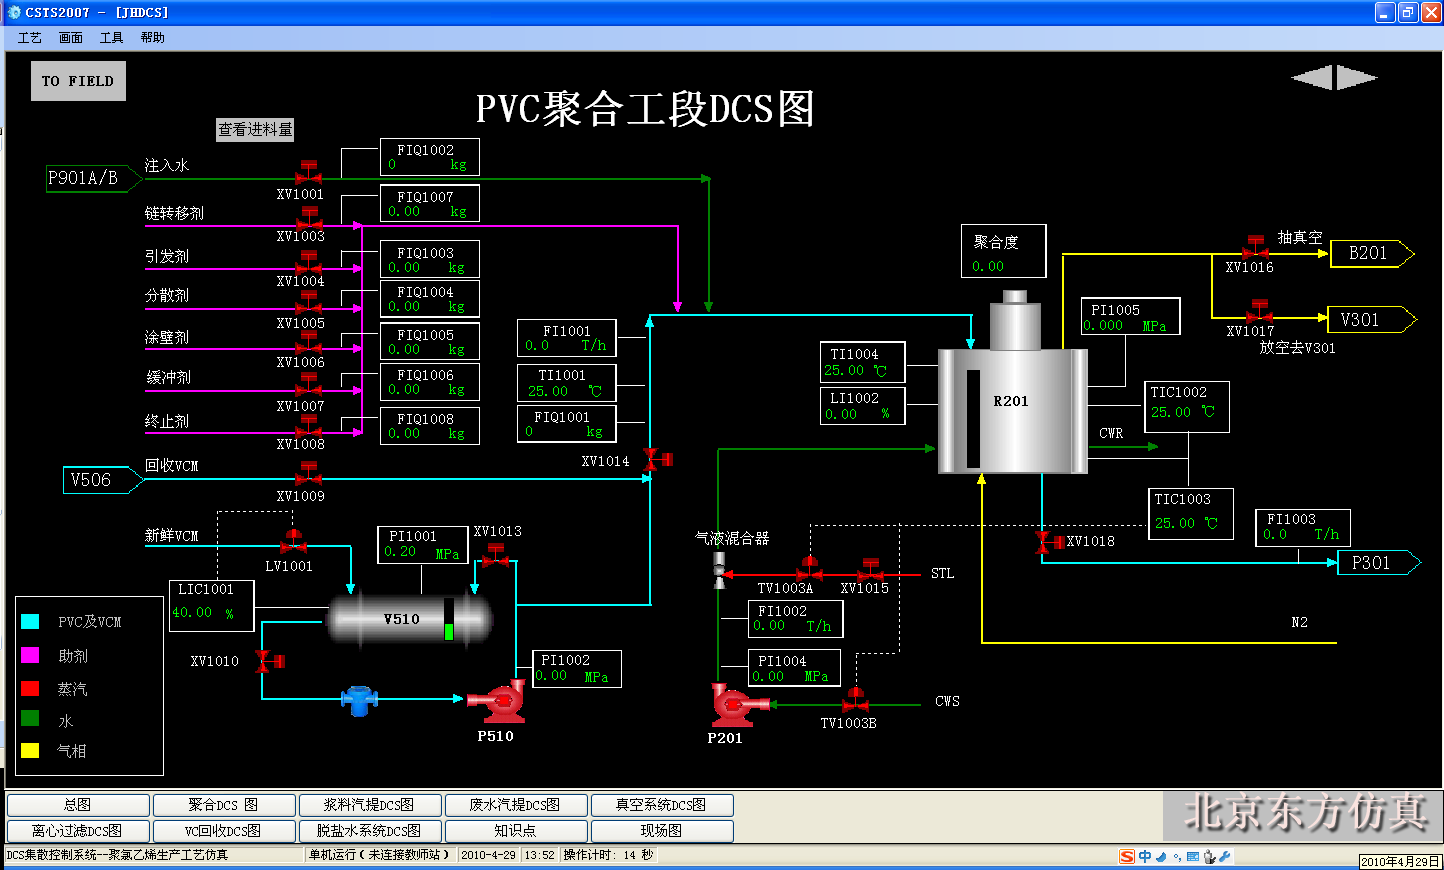 CSTS2007 - [JHDCS]
工艺 画面 工具 帮助
TO FIELD
PVC聚合工段DCS图
查看进料量
P901A/B
注入水
XV1001
FIQ1002
0 kg
链转移剂
XV1003
FIQ1007
0.00 kg
引发剂
XV1004
FIQ1003
0.00 kg
分散剂
XV1005
FIQ1004
0.00 kg
涂壁剂
XV1006
FIQ1005
0.00 kg
缓冲剂
XV1007
FIQ1006
0.00 kg
终止剂
XV1008
FIQ1008
0.00 kg
V506
回收VCM
XV1009
FI1001
0.0 T/h
TI1001
25.00 ℃
FIQ1001
0 kg
XV1014
聚合度
0.00
TI1004
25.00 ℃
LI1002
0.00 %
R201
PI1005
0.000 MPa
XV1016
抽真空
B201
XV1017
放空去V301
V301
TIC1002
25.00 ℃
CWR
TIC1003
25.00 ℃
FI1003
0.0 T/h
XV1018
P301
N2
新鲜VCM
LV1001
PI1001
0.20 MPa
XV1013
LIC1001
40.00 %
V510
XV1010
PI1002
0.00 MPa
P510
气液混合器
TV1003A
XV1015
STL
FI1002
0.00 T/h
PI1004
0.00 MPa
P201
TV1003B
CWS
PVC及VCM
助剂
蒸汽
水
气相
总图 聚合DCS 图 浆料汽提DCS图 废水汽提DCS图 真空系统DCS图
离心过滤DCS图 VC回收DCS图 脱盐水系统DCS图 知识点 现场图
北京东方仿真
DCS集散控制系统--聚氯乙烯生产工艺仿真 单机运行(未连接教师站) 2010-4-29 13:52 操作计时: 14 秒
S 中
2010年4月29日